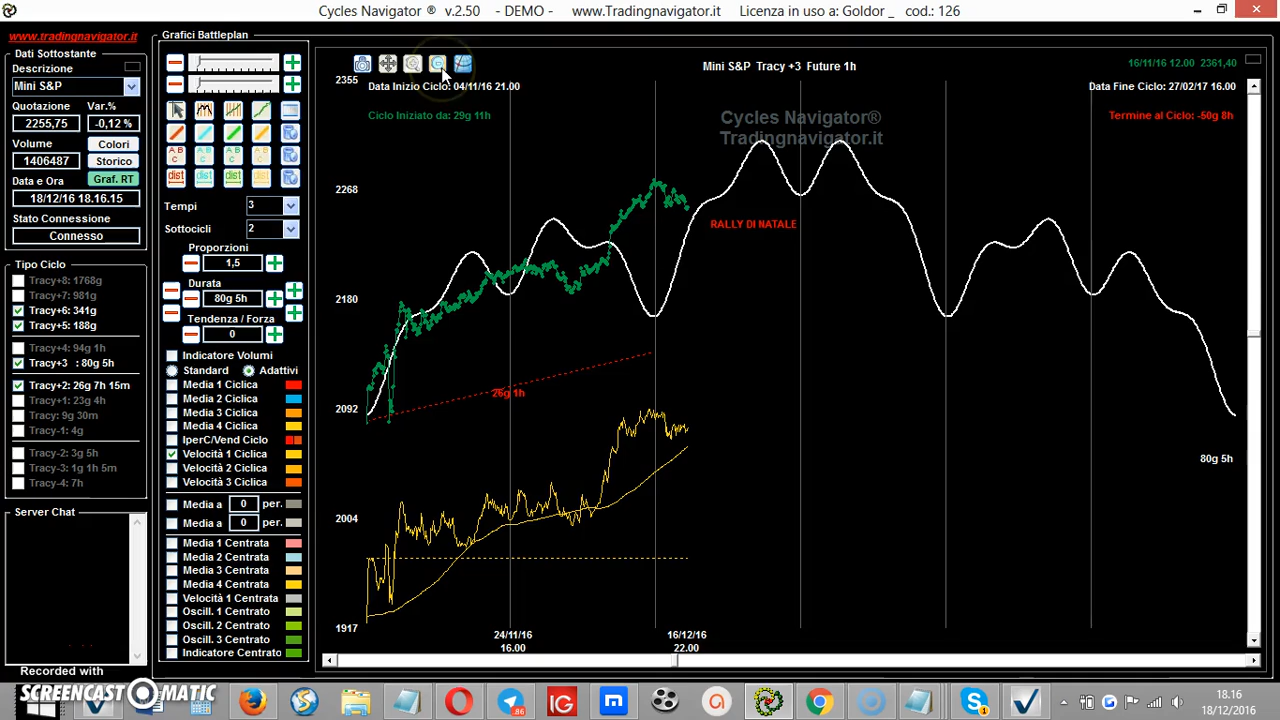 Cycles Navigator ® v.2.50 - DEMO - www.Tradingnavigator.it Licenza in uso a: Goldor _ cod.: 126
www.tradingnavigator.it
Dati Sottostante
Descrizione
Mini S&P
Quotazione Var.%
2255,75 -0,12 %
Volume Colori
1406487 Storico
Data e Ora Graf. RT
18/12/16 18.16.15
Stato Connessione
Connesso
Tipo Ciclo
Tracy+8: 1768g
Tracy+7: 981g
Tracy+6: 341g
Tracy+5: 188g
Tracy+4: 94g 1h
Tracy+3 : 80g 5h
Tracy+2: 26g 7h 15m
Tracy+1: 23g 4h
Tracy: 9g 30m
Tracy-1: 4g
Tracy-2: 3g 5h
Tracy-3: 1g 1h 5m
Tracy-4: 7h
Server Chat
Recorded with
SCREENCAST MATIC
Grafici Battleplan
A B C
A B C
A B C
A B C
dist
dist
dist
dist
Tempi 3
Sottocicli 2
Proporzioni
1,5
Durata
80g 5h
Tendenza / Forza
0
Indicatore Volumi
Standard Adattivi
Media 1 Ciclica
Media 2 Ciclica
Media 3 Ciclica
Media 4 Ciclica
IperC/Vend Ciclo
Velocità 1 Ciclica
Velocità 2 Ciclica
Velocità 3 Ciclica
Media a 0 per.
Media a 0 per.
Media 1 Centrata
Media 2 Centrata
Media 3 Centrata
Media 4 Centrata
Velocità 1 Centrata
Oscill. 1 Centrato
Oscill. 2 Centrato
Oscill. 3 Centrato
Indicatore Centrato
Mini S&P Tracy +3 Future 1h
16/11/16 12.00 2361,40
Data Inizio Ciclo: 04/11/16 21.00
Data Fine Ciclo: 27/02/17 16.00
Ciclo Iniziato da: 29g 11h
Termine al Ciclo: -50g 8h
Cycles Navigator®
Tradingnavigator.it
2355
2268
2180
2092
2004
1917
RALLY DI NATALE
26g 1h
80g 5h
24/11/16
16.00
16/12/16
22.00
.86
IG
1
18.16
18/12/2016